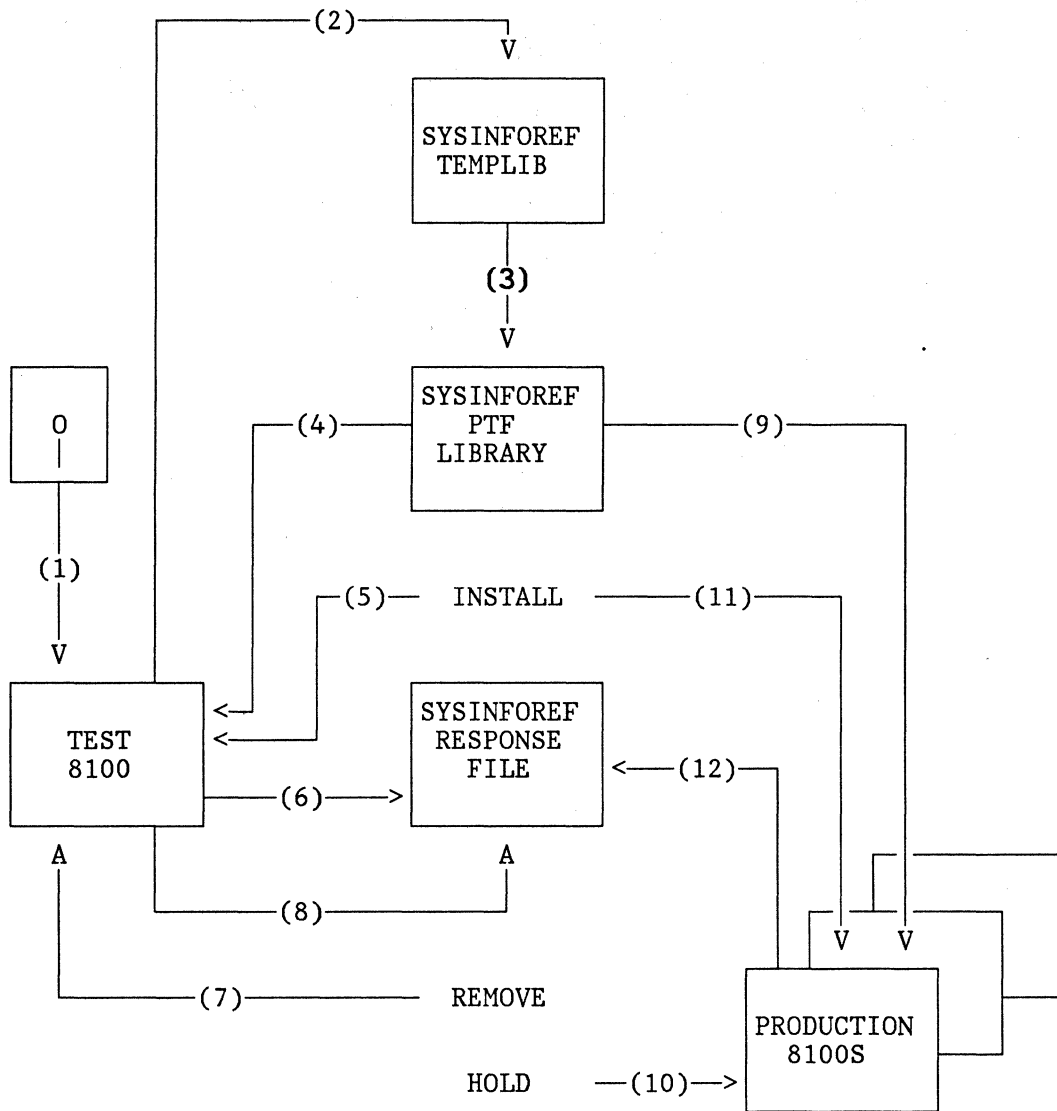 (2)
V
SYSINFOREF
TEMPLIB
(3)
V
SYSINFOREF
PTF
LIBRARY
(4)
(9)
O
(1)
V
(5)
INSTALL
(11)
TEST
8100
<
<
SYSINFOREF
RESPONSE
FILE
<
(12)
(6)
>
A
A
(8)
V
V
(7)
REMOVE
PRODUCTION
8100S
HOLD
(10)
>